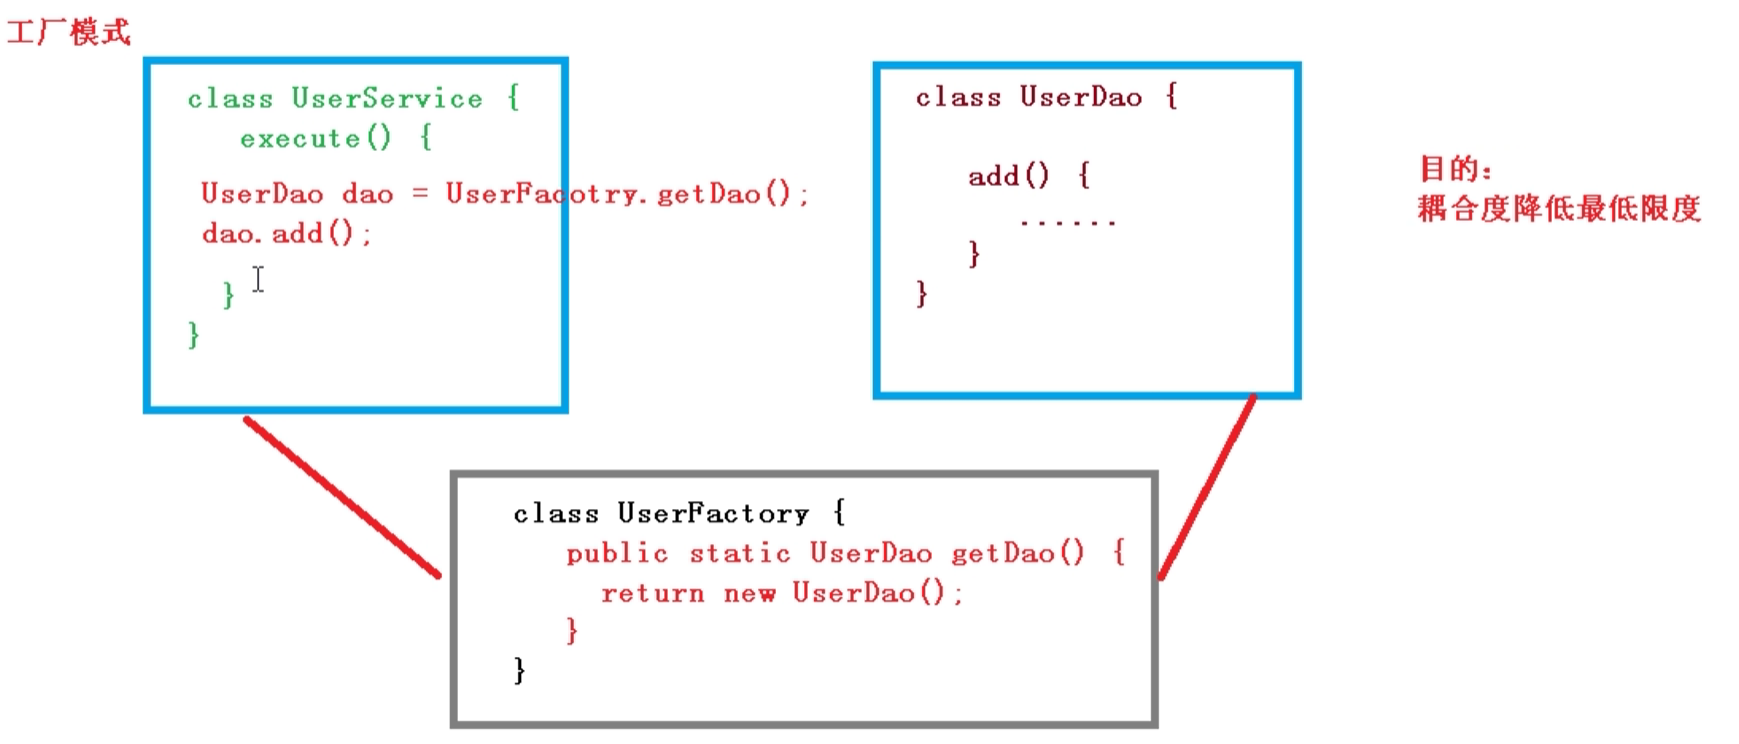 工厂模式
class UserService {
execute() {
UserDao dao = UserFacotry.getDao();
dao.add();
}
}
class UserDao {
add() {
......
}
}
目的：
耦合度降低最低限度
class UserFactory {
public static UserDao getDao() {
return new UserDao();
}
}